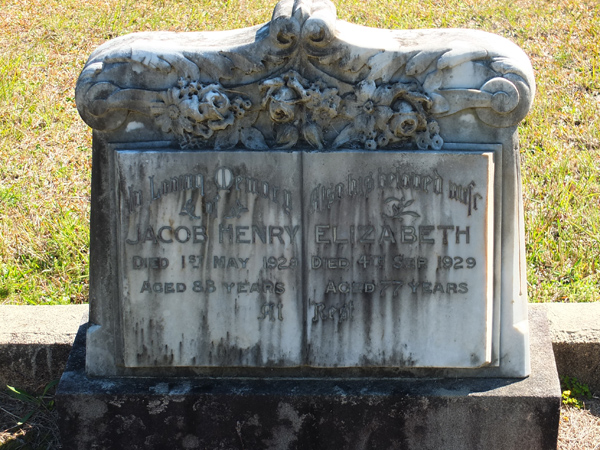 In Loving Memory
JACOB HENRY
DIED 1ST MAY 1928
AGED 88 YEARS
Also his beloved wife
ELIZABETH
DIED 4TH SEP 1929
AGED 77 YEARS
At Rest